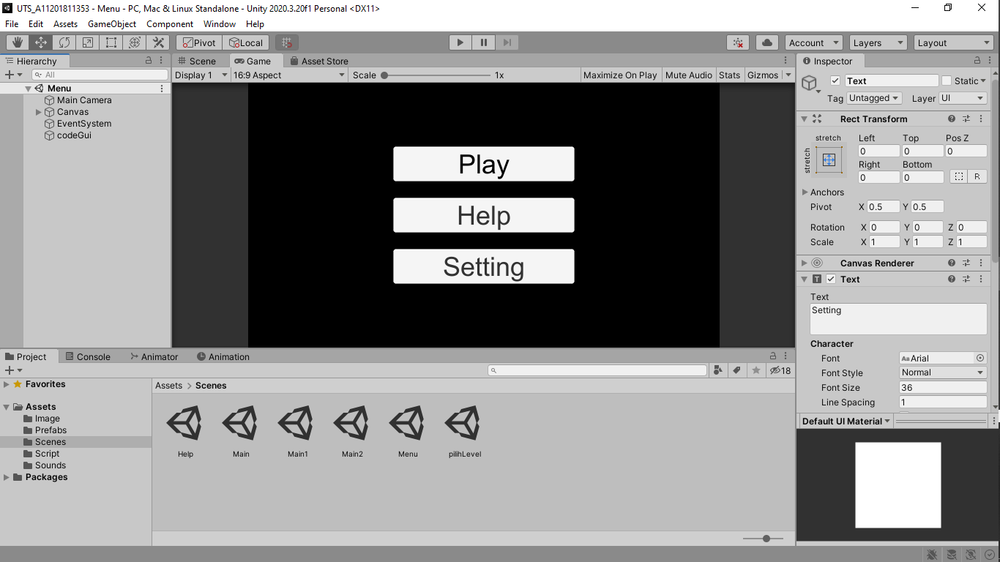 UTS_A11201811353 - Menu - PC, Mac & Linux Standalone - Unity 2020.3.20f1 Personal <DX11>
File Edit Assets GameObject Component Window Help
Pivot Local Account Layers Layout
Hierarchy
All
Menu
Main Camera
Canvas
EventSystem
codeGui
Scene Game Asset Store
Display 1 16:9 Aspect Scale 1x Maximize On Play Mute Audio Stats Gizmos
Play
Help
Setting
Inspector
Text Static
Tag Untagged Layer UI
Rect Transform
stretch
stretch
Left Top Pos Z
0 0 0
Right Bottom
0 0 R
Anchors
Pivot X 0.5 Y 0.5
Rotation X 0 Y 0 Z 0
Scale X 1 Y 1 Z 1
Canvas Renderer
T Text
Text
Setting
Character
Font Aa Arial
Font Style Normal
Font Size 36
Line Spacing 1
Default UI Material
Project Console Animator Animation
18
Favorites
Assets
Image
Prefabs
Scenes
Script
Sounds
Packages
Assets > Scenes
Help Main Main1 Main2 Menu pilihLevel